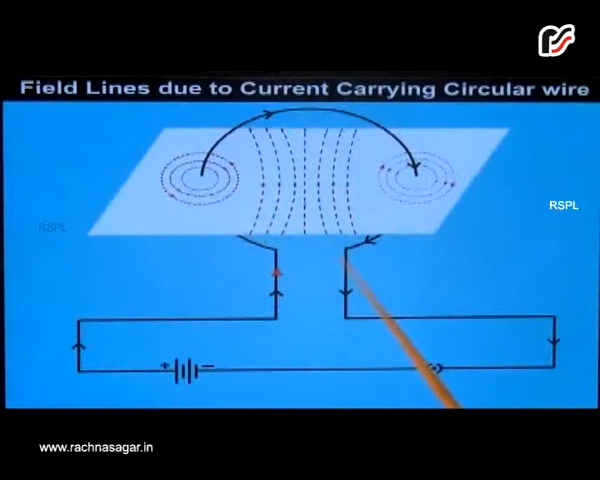 Field Lines due to Current Carrying Circular wire
RSPL
RSPL
+ −
www.rachnasagar.in